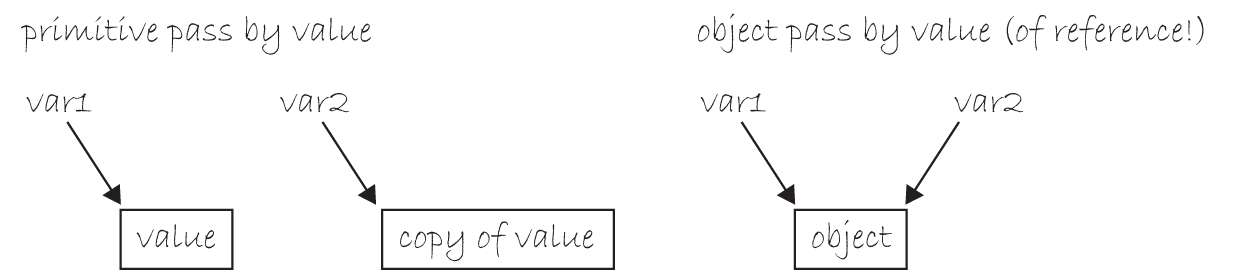 primitive pass by value
var1
var2
value
copy of value
object pass by value (of reference!)
var1
var2
object